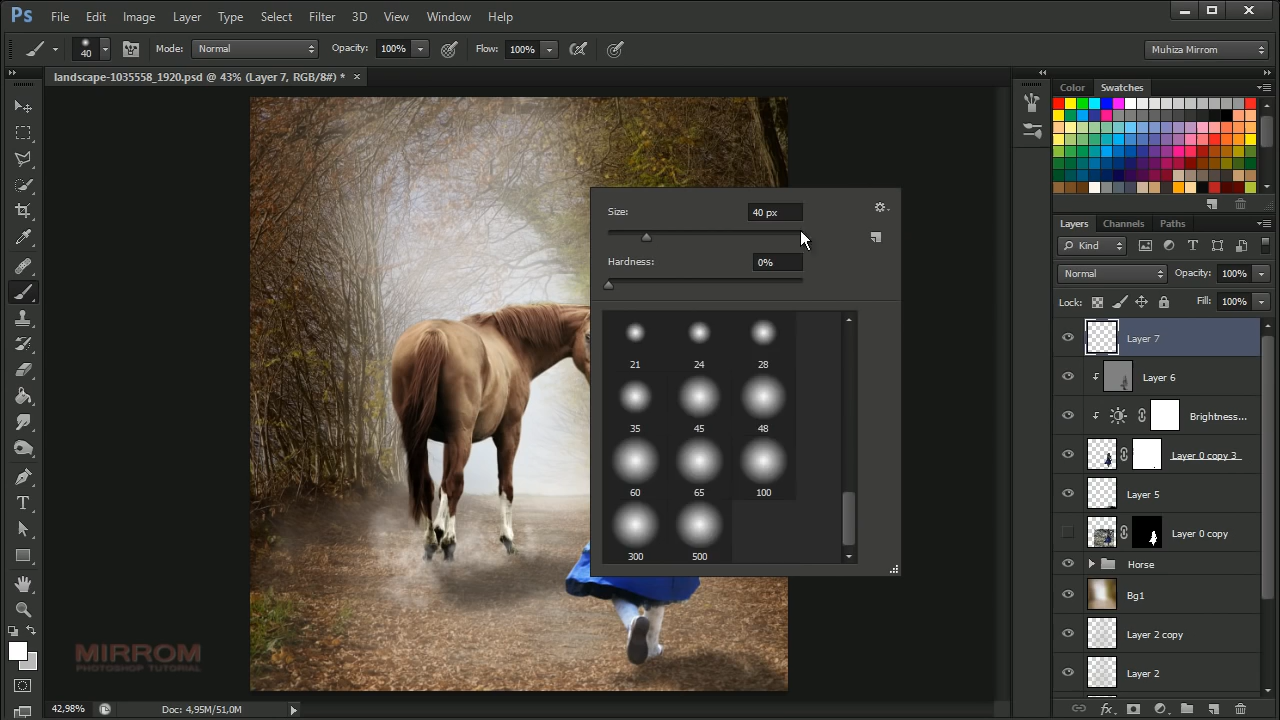 Ps File Edit Image Layer Type Select Filter 3D View Window Help
40 Mode: Normal Opacity: 100% Flow: 100% Muhiza Mirrom
landscape-1035558_1920.psd @ 43% (Layer 7, RGB/8#) * ×
Color Swatches
Size: 40 px
Hardness: 0%
21 24 28
35 45 48
60 65 100
300 500
Layers Channels Paths
Kind
Normal Opacity: 100%
Lock: Fill: 100%
Layer 7
Layer 6
Brightness...
Layer 0 copy 3
Layer 5
Layer 0 copy
Horse
Bg1
Layer 2 copy
Layer 2
MIRROM
PHOTOSHOP TUTORIAL
42,98% Doc: 4,95M/51,0M
fx